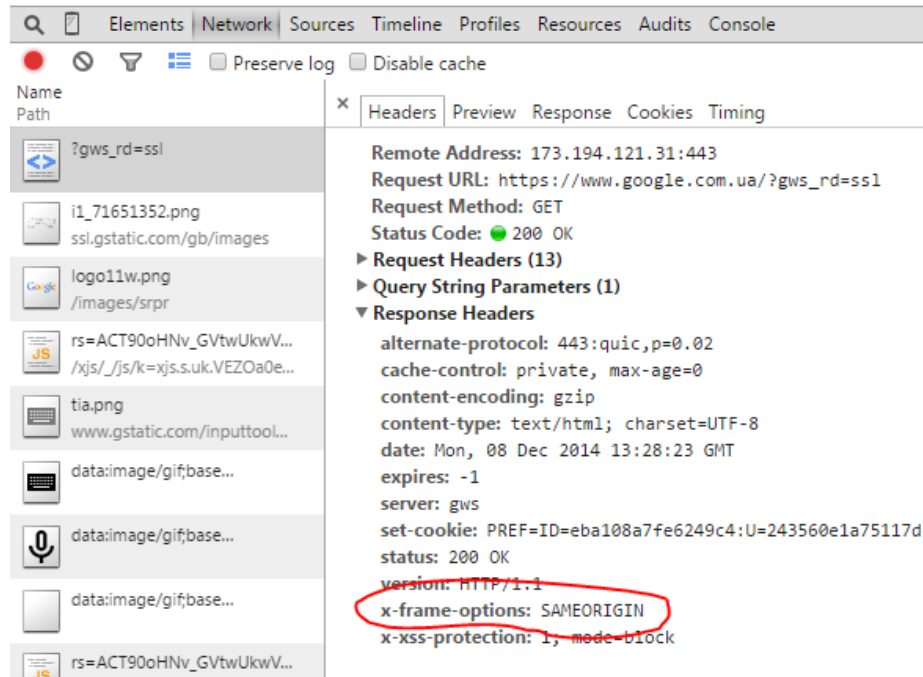 Elements Network Sources Timeline Profiles Resources Audits Console
Preserve log Disable cache
Name
Path
?gws_rd=ssl
i1_71651352.png
ssl.gstatic.com/gb/images
logo11w.png
/images/srpr
rs=ACT90oHNv_GVtwUkwV...
/xjs/_/js/k=xjs.s.uk.VEZOa0e...
tia.png
www.gstatic.com/inputtool...
data:image/gif;base...
data:image/gif;base...
data:image/gif;base...
rs=ACT90oHNv_GVtwUkwV...
× Headers Preview Response Cookies Timing
Remote Address: 173.194.121.31:443
Request URL: https://www.google.com.ua/?gws_rd=ssl
Request Method: GET
Status Code: 200 OK
Request Headers (13)
Query String Parameters (1)
Response Headers
alternate-protocol: 443:quic,p=0.02
cache-control: private, max-age=0
content-encoding: gzip
content-type: text/html; charset=UTF-8
date: Mon, 08 Dec 2014 13:28:23 GMT
expires: -1
server: gws
set-cookie: PREF=ID=eba108a7fe6249c4:U=243560e1a75117d
status: 200 OK
version: HTTP/1.1
x-frame-options: SAMEORIGIN
x-xss-protection: 1; mode=block
Google
JS
JS